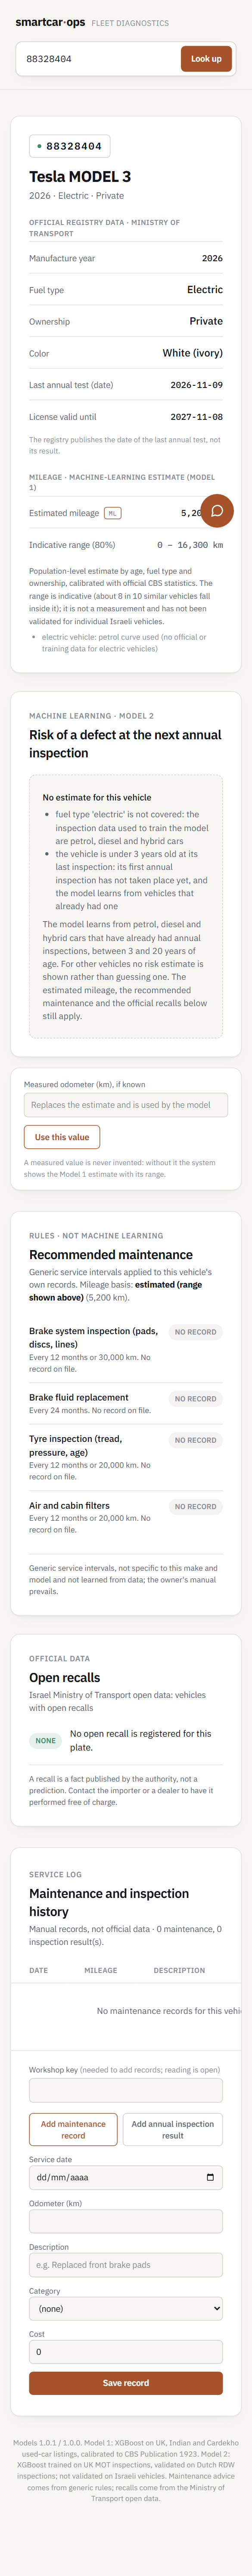 smartcar·ops FLEET DIAGNOSTICS
88328404
Look up
88328404
Tesla MODEL 3
2026 · Electric · Private
OFFICIAL REGISTRY DATA · MINISTRY OF
TRANSPORT
Manufacture year 2026
Fuel type Electric
Ownership Private
Color White (ivory)
Last annual test (date) 2026-11-09
License valid until 2027-11-08
The registry publishes the date of the last annual test, not
its result.
MILEAGE · MACHINE-LEARNING ESTIMATE (MODEL
1)
Estimated mileage ML 5,20
Indicative range (80%) 0 – 16,300 km
Population-level estimate by age, fuel type and
ownership, calibrated with official CBS statistics. The
range is indicative (about 8 in 10 similar vehicles fall
inside it); it is not a measurement and has not been
validated for individual Israeli vehicles.
• electric vehicle: petrol curve used (no official or
training data for electric vehicles)
MACHINE LEARNING · MODEL 2
Risk of a defect at the next annual
inspection
No estimate for this vehicle
• fuel type 'electric' is not covered: the
inspection data used to train the model
are petrol, diesel and hybrid cars
• the vehicle is under 3 years old at its
last inspection: its first annual
inspection has not taken place yet, and
the model learns from vehicles that
already had one
The model learns from petrol, diesel and
hybrid cars that have already had annual
inspections, between 3 and 20 years of
age. For other vehicles no risk estimate is
shown rather than guessing one. The
estimated mileage, the recommended
maintenance and the official recalls below
still apply.
Measured odometer (km), if known
Replaces the estimate and is used by the model
Use this value
A measured value is never invented: without it the system
shows the Model 1 estimate with its range.
RULES · NOT MACHINE LEARNING
Recommended maintenance
Generic service intervals applied to this vehicle's
own records. Mileage basis: estimated (range
shown above) (5,200 km).
Brake system inspection (pads,
discs, lines)
NO RECORD
Every 12 months or 30,000 km. No
record on file.
Brake fluid replacement
NO RECORD
Every 24 months. No record on file.
Tyre inspection (tread,
pressure, age)
NO RECORD
Every 12 months or 20,000 km. No
record on file.
Air and cabin filters
NO RECORD
Every 12 months or 20,000 km. No
record on file.
Generic service intervals, not specific to this make and
model and not learned from data; the owner's manual
prevails.
OFFICIAL DATA
Open recalls
Israel Ministry of Transport open data: vehicles
with open recalls
NONE
No open recall is registered for this
plate.
A recall is a fact published by the authority, not a
prediction. Contact the importer or a dealer to have it
performed free of charge.
SERVICE LOG
Maintenance and inspection
history
Manual records, not official data · 0 maintenance, 0
inspection result(s).
DATE MILEAGE DESCRIPTION
No maintenance records for this vehi
Workshop key (needed to add records; reading is open)
Add maintenance
record
Add annual inspection
result
Service date
dd/mm/aaaa
Odometer (km)
Description
e.g. Replaced front brake pads
Category
(none)
Cost
0
Save record
Models 1.0.1 / 1.0.0. Model 1: XGBoost on UK, Indian and Cardekho
used-car listings, calibrated to CBS Publication 1923. Model 2:
XGBoost trained on UK MOT inspections, validated on Dutch RDW
inspections; not validated on Israeli vehicles. Maintenance advice
comes from generic rules; recalls come from the Ministry of
Transport open data.